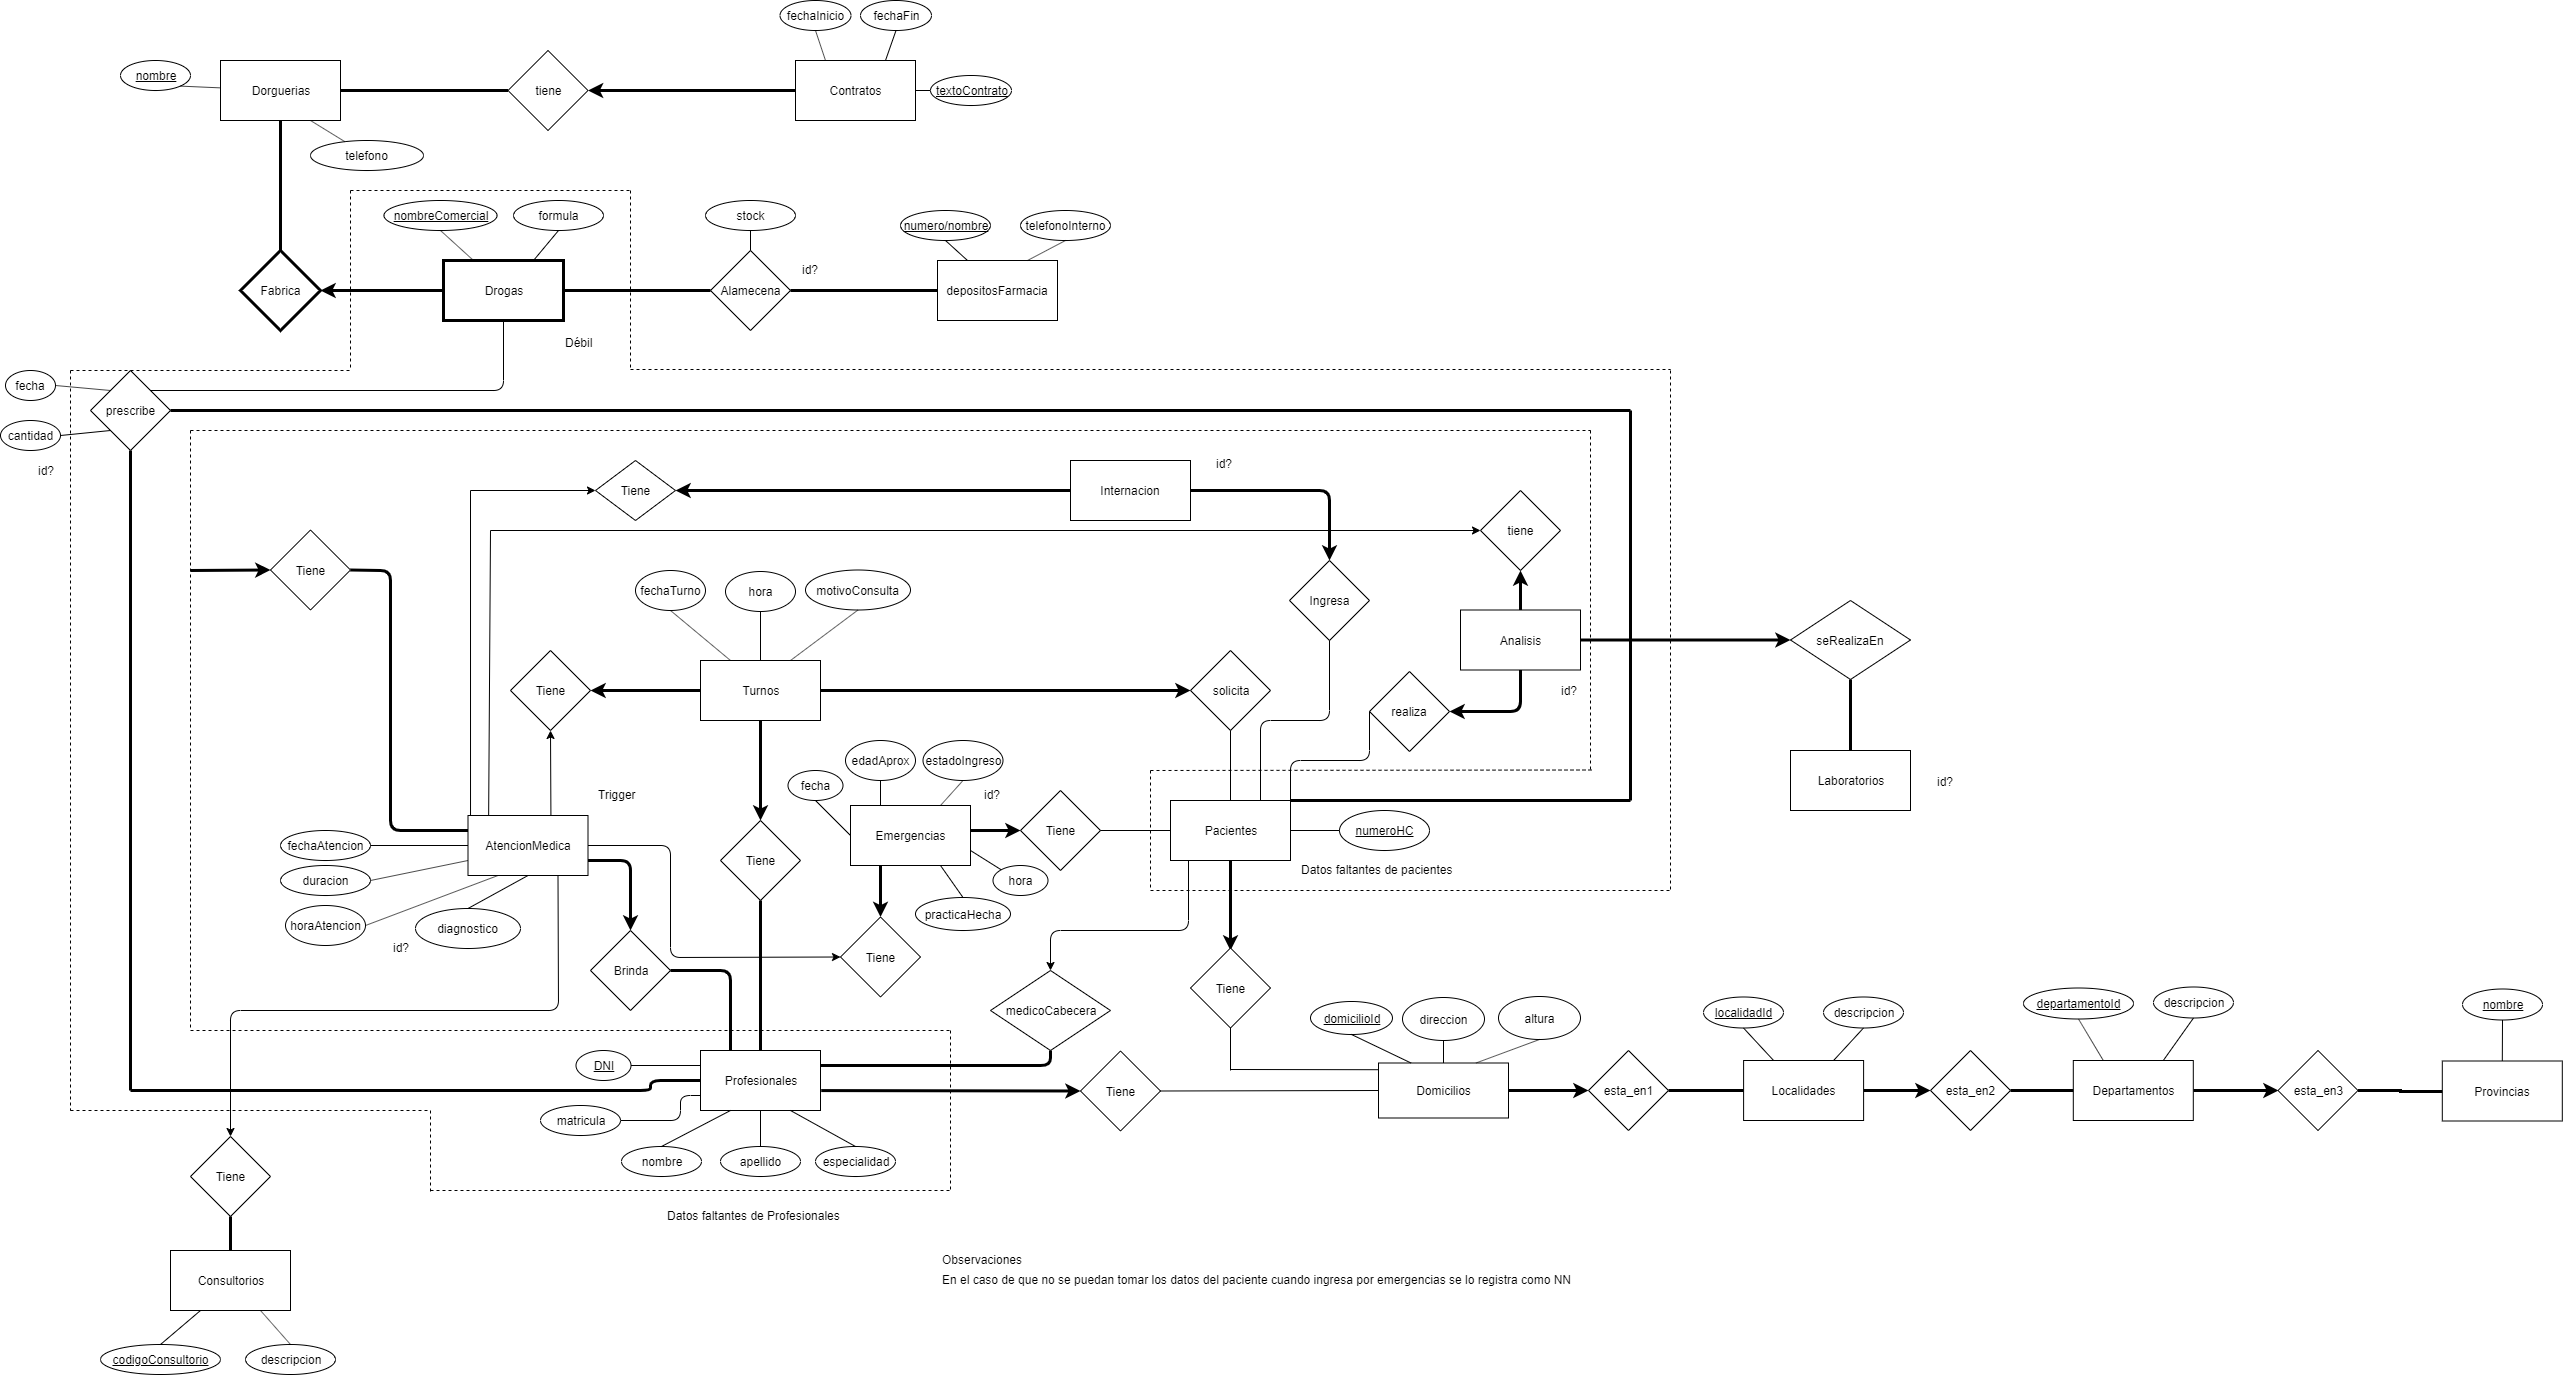 fechaInicio
fechaFin
nombre
Dorguerias
tiene
Contratos
textoContrato
telefono
nombreComercial
formula
stock
numero/nombre
telefonoInterno
id?
Fabrica
Drogas
Alamecena
depositosFarmacia
Débil
fecha
prescribe
cantidad
id?
Tiene
Internacion
id?
tiene
Tiene
Ingresa
fechaTurno
hora
motivoConsulta
Analisis
seRealizaEn
Tiene
Turnos
solicita
id?
realiza
edadAprox
estadoIngreso
fecha
id?
Laboratorios
id?
Trigger
Emergencias
Tiene
Pacientes
numeroHC
AtencionMedica
fechaAtencion
Tiene
Datos faltantes de pacientes
duracion
hora
horaAtencion
diagnostico
practicaHecha
id?
Tiene
Brinda
Tiene
medicoCabecera
domicilioId
direccion
altura
localidadId
descripcion
departamentoId
descripcion
nombre
DNI
Profesionales
Tiene
Domicilios
esta_en1
Localidades
esta_en2
Departamentos
esta_en3
Provincias
matricula
nombre
apellido
especialidad
Tiene
Datos faltantes de Profesionales
Observaciones
En el caso de que no se puedan tomar los datos del paciente cuando ingresa por emergencias se lo registra como NN
Consultorios
codigoConsultorio
descripcion